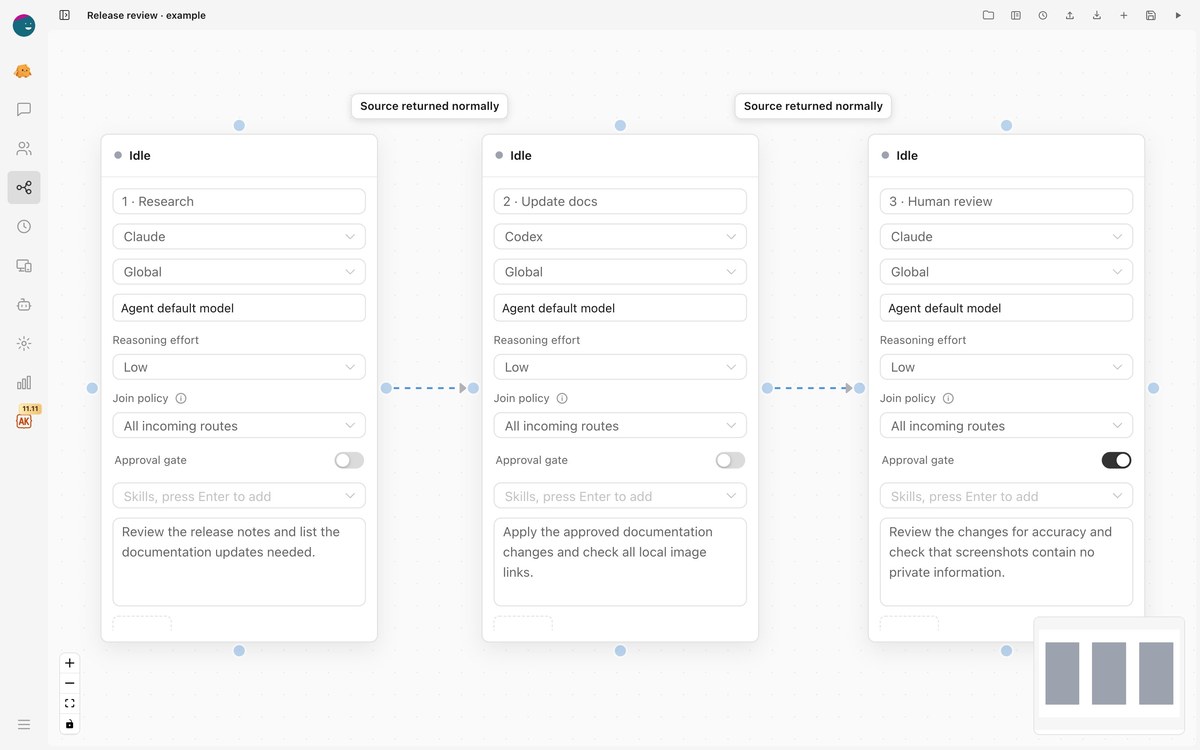 Release review · example
Source returned normally
Source returned normally
Idle
1 · Research
Claude
Global
Agent default model
Reasoning effort
Low
Join policy
All incoming routes
Approval gate
Skills, press Enter to add
Review the release notes and list the
documentation updates needed.
Idle
2 · Update docs
Codex
Global
Agent default model
Reasoning effort
Low
Join policy
All incoming routes
Approval gate
Skills, press Enter to add
Apply the approved documentation
changes and check all local image
links.
Idle
3 · Human review
Claude
Global
Agent default model
Reasoning effort
Low
Join policy
All incoming routes
Approval gate
Skills, press Enter to add
Review the changes for accuracy and
check that screenshots contain no
private information.
11.11
AK